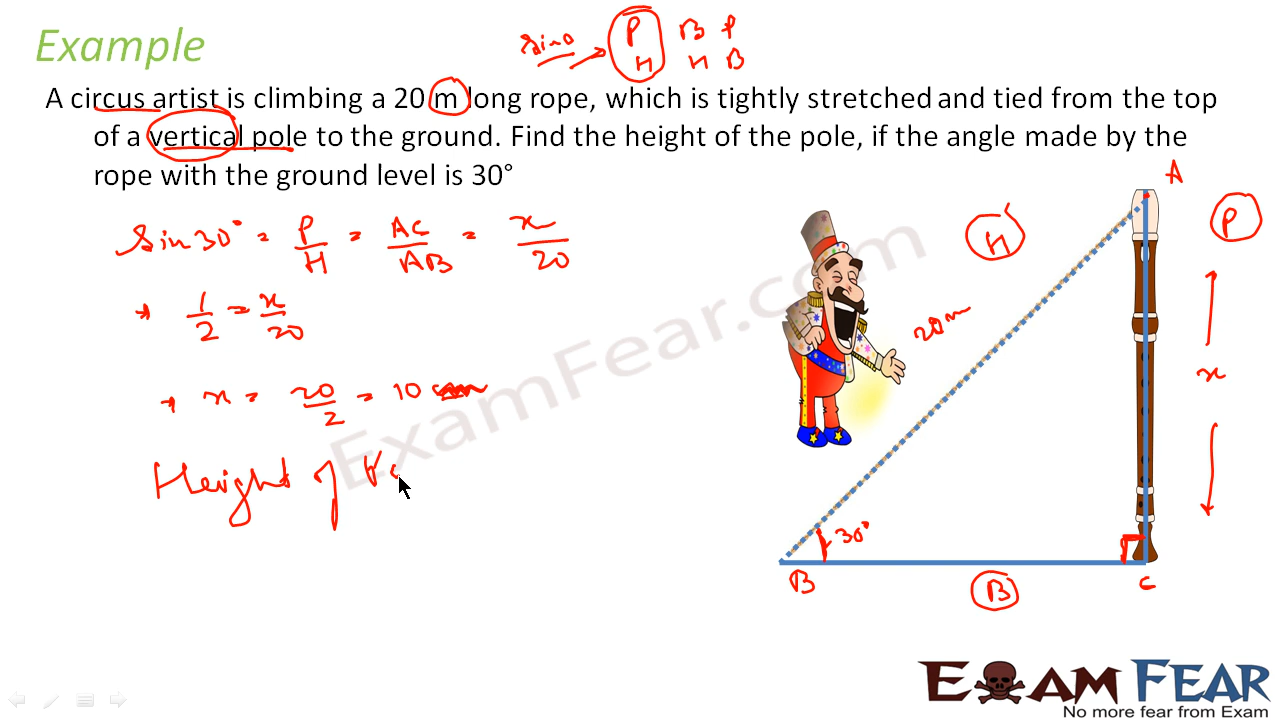 Example
sinθ P B P
H H B
A circus artist is climbing a 20 m long rope, which is tightly stretched and tied from the top
of a vertical pole to the ground. Find the height of the pole, if the angle made by the
rope with the ground level is 30°
A
Sin 30° = P/H = AC/AB = x/20
H
P
1/2 = x/20
20m
x = 20/2 = 10
x
Height of
30°
B
B
C
ExamFear.com
EXAM FEAR
No more fear from Exam